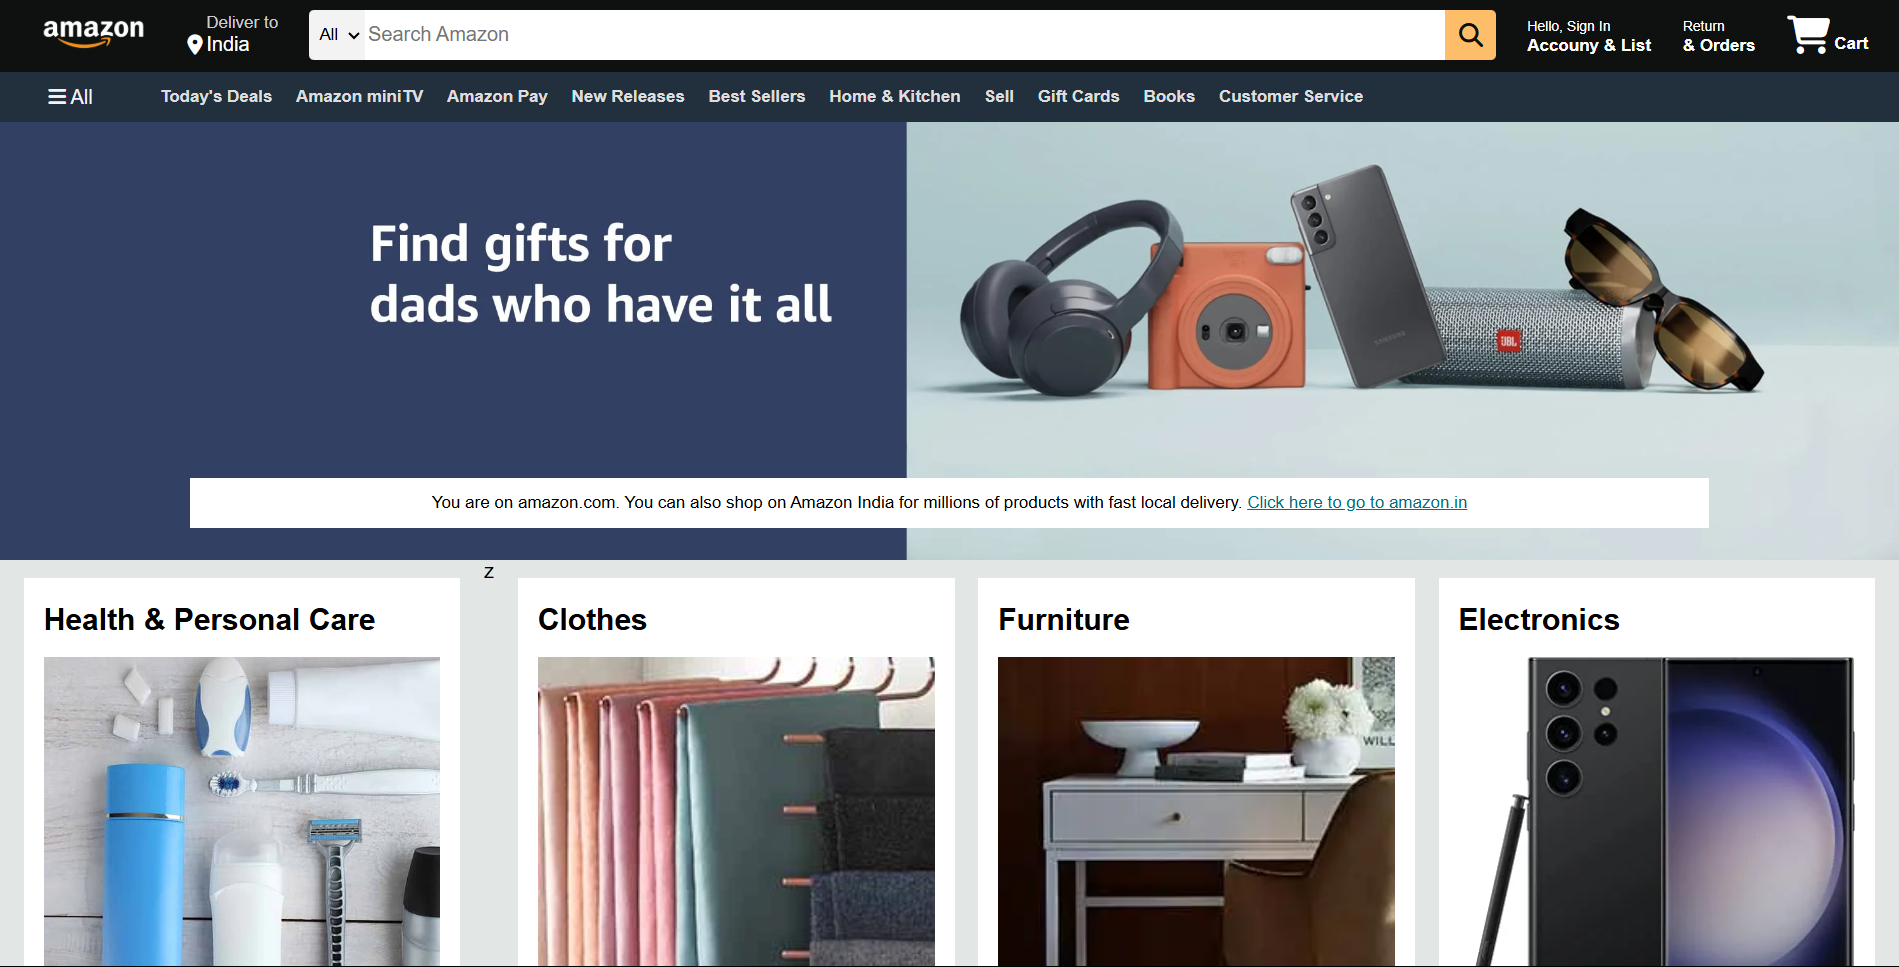 amazon
Deliver to
India
All
Search Amazon
Hello, Sign In
Accouny & List
Return
& Orders
Cart
All
Today's Deals
Amazon miniTV
Amazon Pay
New Releases
Best Sellers
Home & Kitchen
Sell
Gift Cards
Books
Customer Service
Find gifts for
dads who have it all
SAMSUNG
JBL
You are on amazon.com. You can also shop on Amazon India for millions of products with fast local delivery. Click here to go to amazon.in
z
Health & Personal Care
Clothes
Furniture
Electronics
WILL